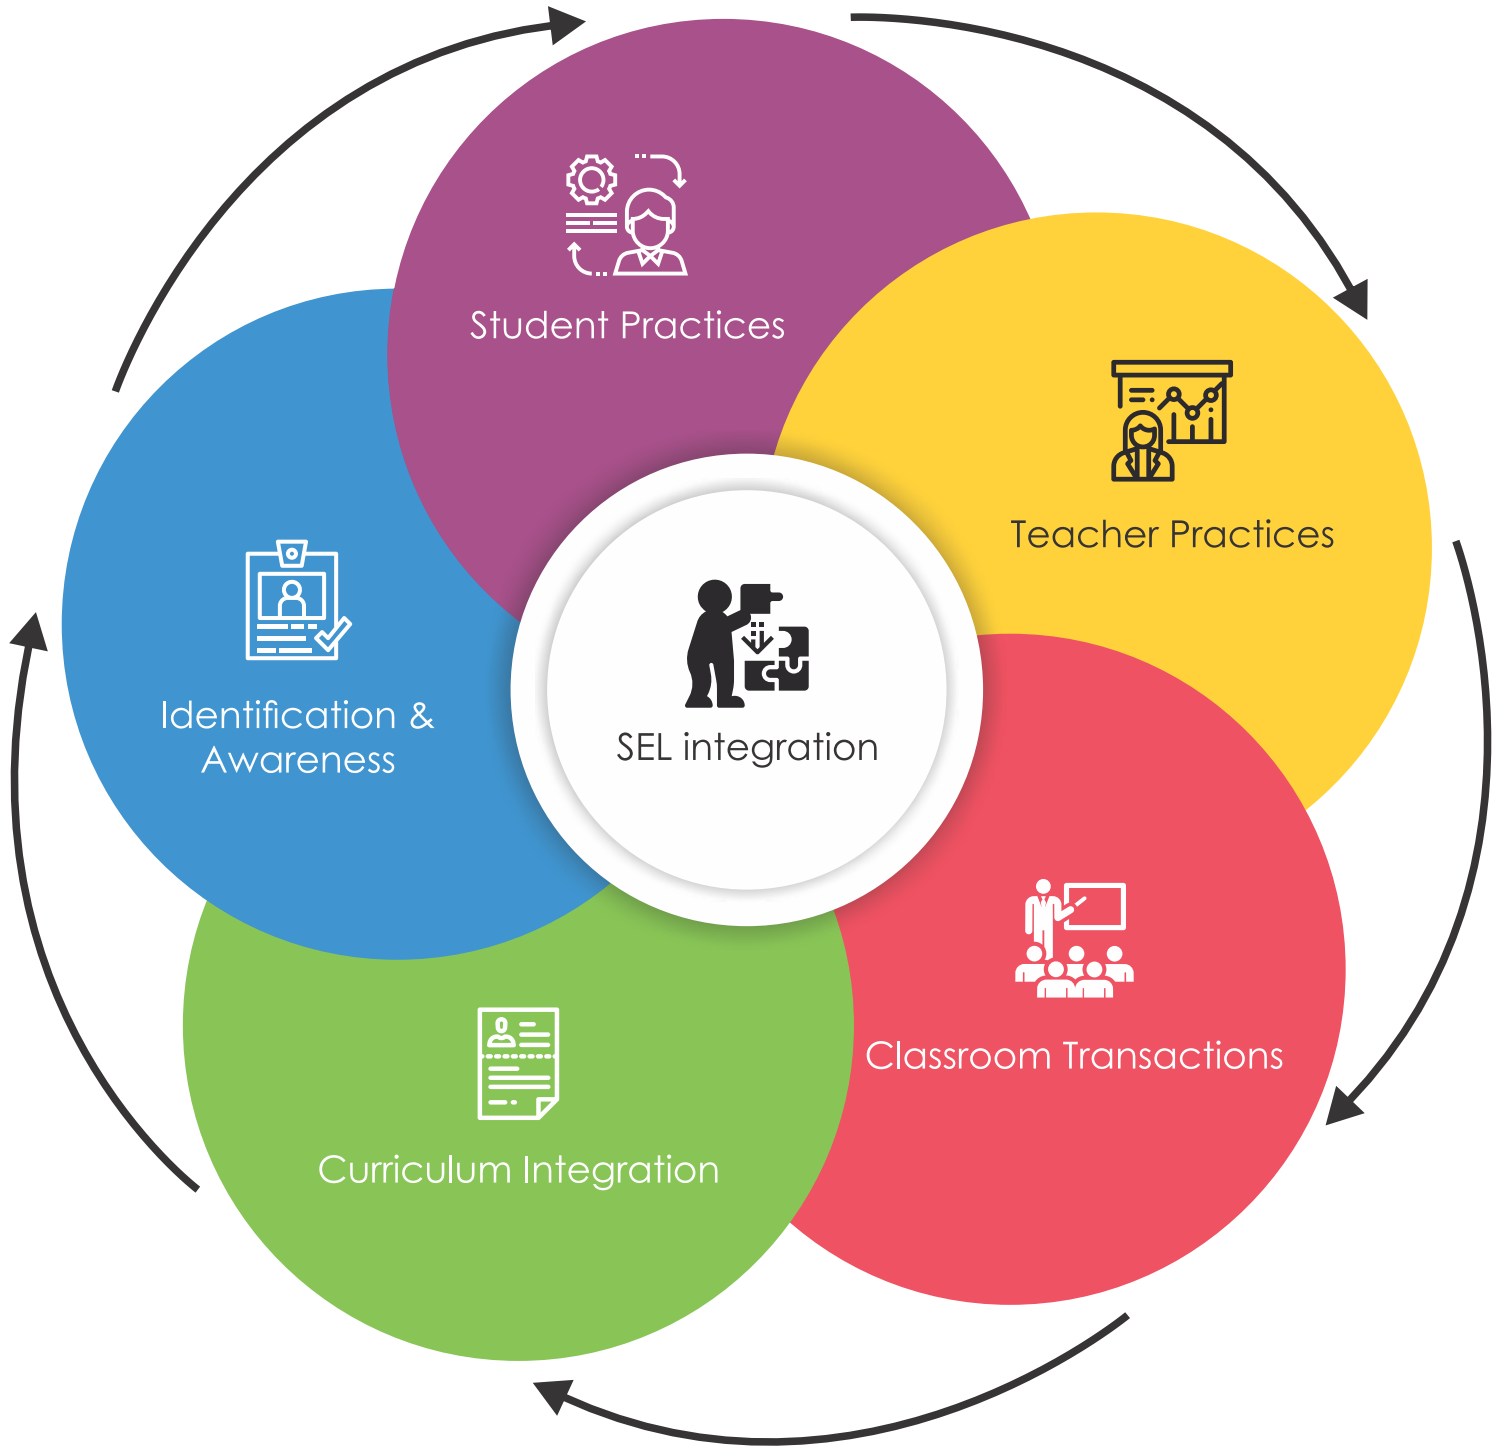 Student Practices
Teacher Practices
Identification &
Awareness
SEL integration
Classroom Transactions
Curriculum Integration